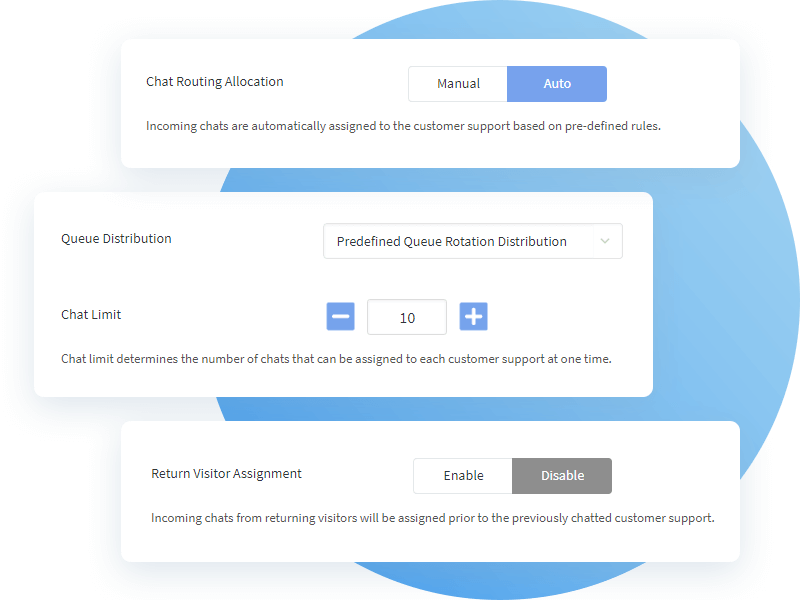 Chat Routing Allocation
Manual
Auto
Incoming chats are automatically assigned to the customer support based on pre-defined rules.
Queue Distribution
Predefined Queue Rotation Distribution
Chat Limit
10
Chat limit determines the number of chats that can be assigned to each customer support at one time.
Return Visitor Assignment
Enable
Disable
Incoming chats from returning visitors will be assigned prior to the previously chatted customer support.